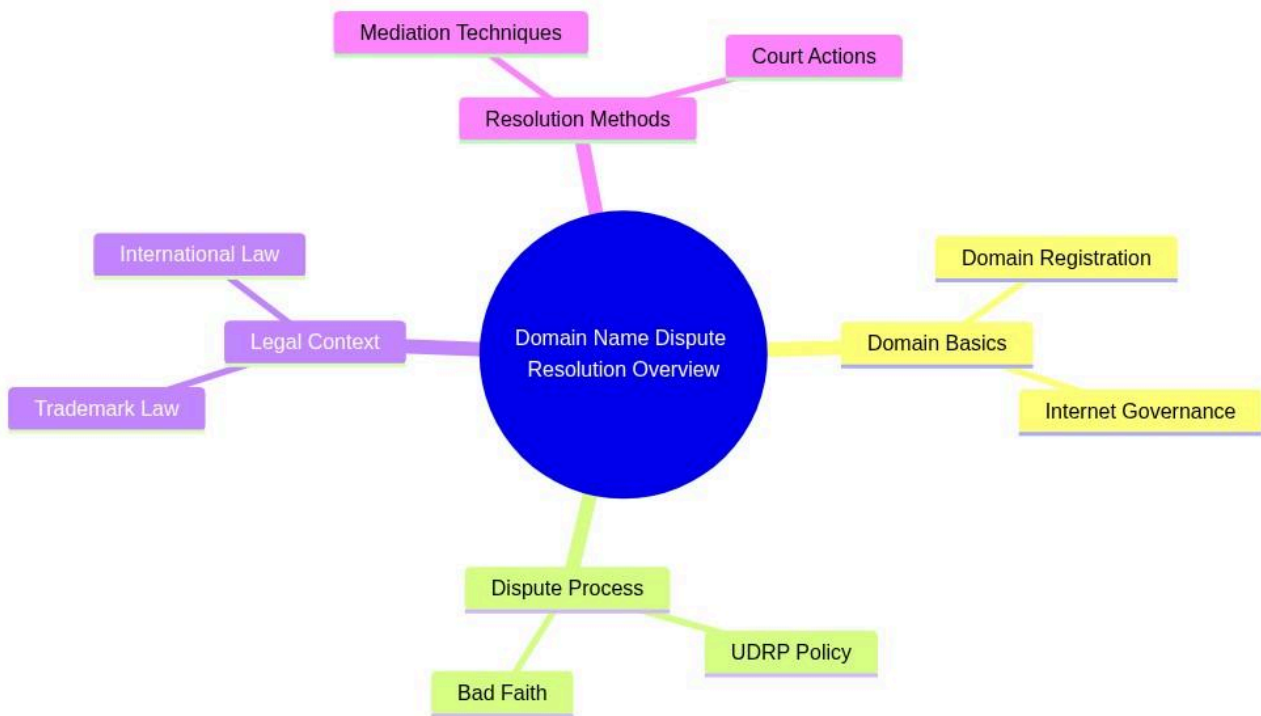 Mediation Techniques
Court Actions
Resolution Methods
International Law
Domain Registration
Legal Context
Domain Name Dispute
Resolution Overview
Domain Basics
Trademark Law
Internet Governance
Dispute Process
UDRP Policy
Bad Faith